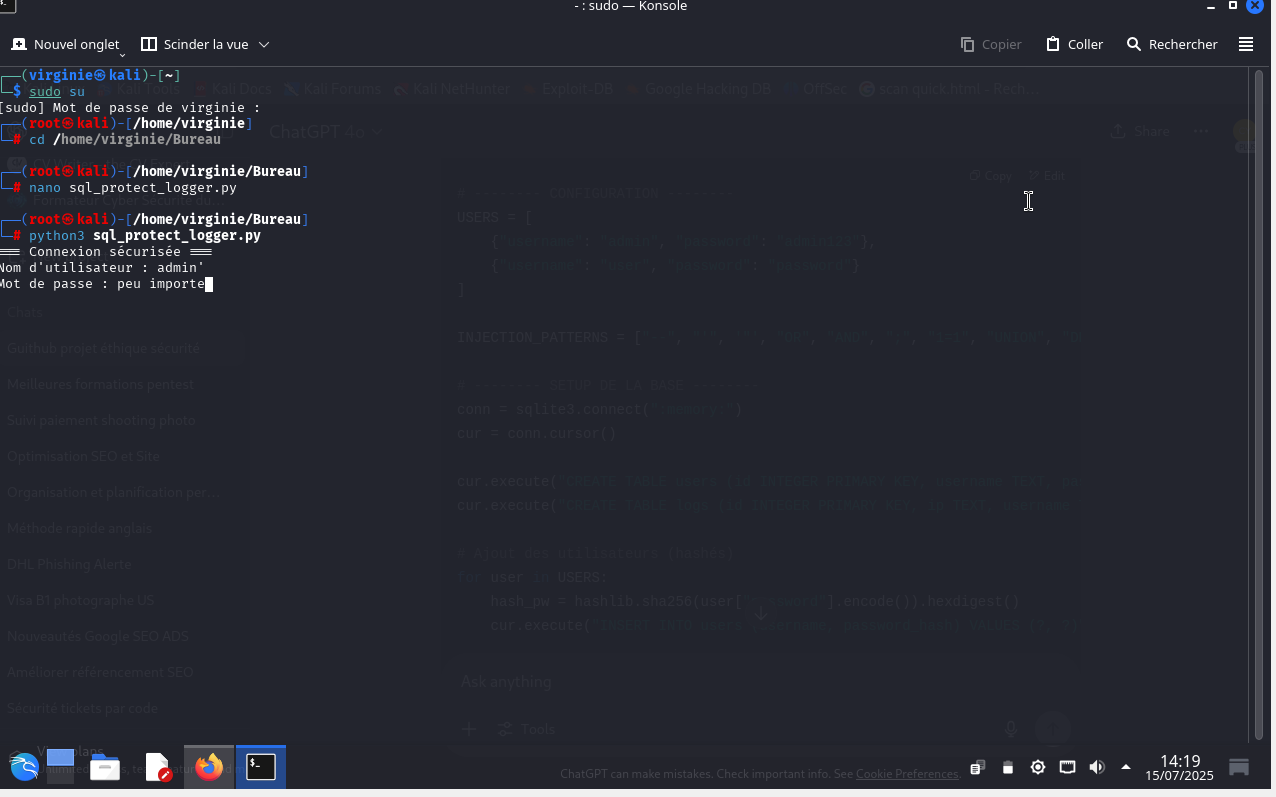 - : sudo — Konsole
Nouvel onglet
Scinder la vue
Copier
Coller
Rechercher
┌──(virginie㉿kali)-[~]
└─$ sudo su
[sudo] Mot de passe de virginie :
┌──(root㉿kali)-[/home/virginie]
└─# cd /home/virginie/Bureau
┌──(root㉿kali)-[/home/virginie/Bureau]
└─# nano sql_protect_logger.py
┌──(root㉿kali)-[/home/virginie/Bureau]
└─# python3 sql_protect_logger.py
=== Connexion sécurisée ===
Nom d'utilisateur : admin'
Mot de passe : peu importe
Kali Tools
Kali Docs
Kali Forums
Kali NetHunter
Exploit-DB
Google Hacking DB
OffSec
scan quick.html - Rech...
ChatGPT 4o
Share
Formateur Cyber Sécurité du...
Chats
Guithub projet éthique sécurité
Meilleures formations pentest
Suivi paiement shooting photo
Optimisation SEO et Site
Organisation et planification per...
Méthode rapide anglais
DHL Phishing Alerte
Visa B1 photographe US
Nouveautés Google SEO ADS
Améliorer référencement SEO
Sécurité tickets par code
Copy
Edit
# -------- CONFIGURATION --------
USERS = [
{"username": "admin", "password": "admin123"},
{"username": "user", "password": "password"}
]
INJECTION_PATTERNS = ["--", "'", "OR", "AND", ";", "1=1", "UNION",
# -------- SETUP DE LA BASE --------
conn = sqlite3.connect(":memory:")
cur = conn.cursor()
cur.execute("CREATE TABLE users (id INTEGER PRIMARY KEY, username TEXT, pa
cur.execute("CREATE TABLE logs (id INTEGER PRIMARY KEY, ip TEXT, username
# Ajout des utilisateurs (hashés)
for user in USERS:
hash_pw = hashlib.sha256(user["password"].encode()).hexdigest()
cur.execute("INSERT INTO users (username, password_hash) VALUES (?, ?)
Ask anything
Tools
ChatGPT can make mistakes. Check important info. See Cookie Preferences.
14:19
15/07/2025